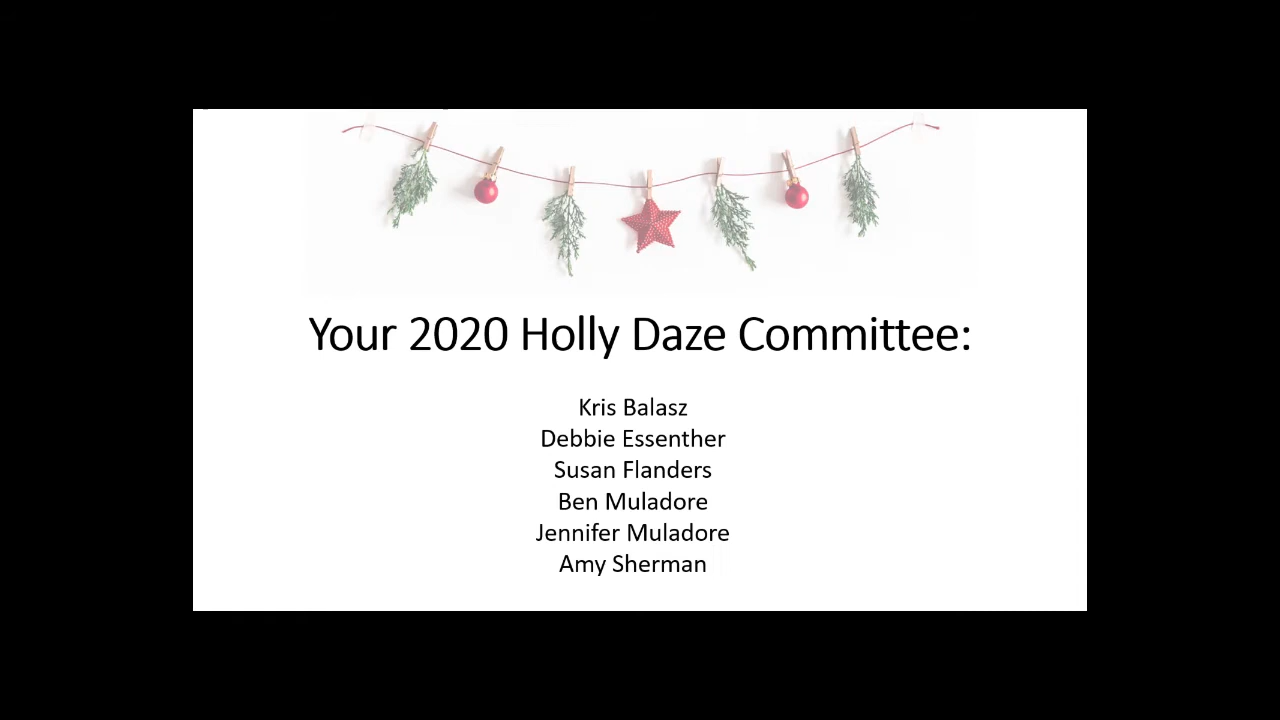 Your 2020 Holly Daze Committee:
Kris Balasz
Debbie Essenther
Susan Flanders
Ben Muladore
Jennifer Muladore
Amy Sherman